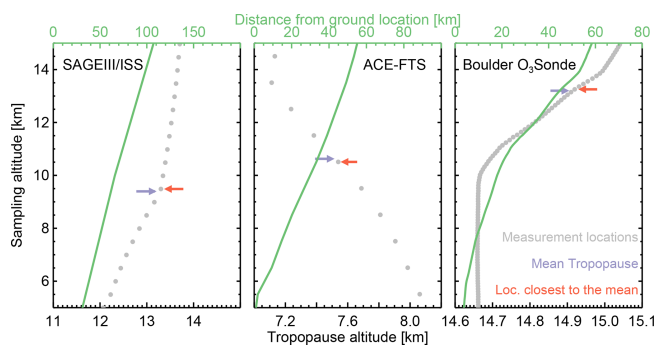 Distance from ground location [km]
0 50 100 150 200
0 20 40 60 80 100
0 20 40 60 80
SAGEIII/ISS
ACE-FTS
Boulder O₃Sonde
14
12
10
8
6
Sampling altitude [km]
Measurement locations
Mean Tropopause
Loc. closest to the mean
11 12 13 14
7.2 7.6 8.0
14.6 14.7 14.8 14.9 15.0 15.1
Tropopause altitude [km]